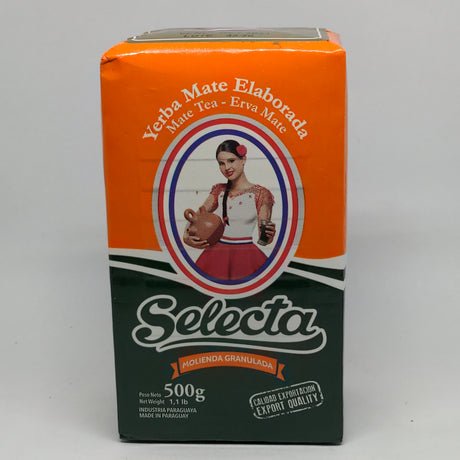 Yerba Mate Elaborada
Mate Tea - Erva Mate
Selecta
MOLIENDA GRANULADA
Peso Neto 500g
Net Weight 1,1 lb
INDUSTRIA PARAGUAYA
MADE IN PARAGUAY
CALIDAD EXPORTACION
EXPORT QUALITY